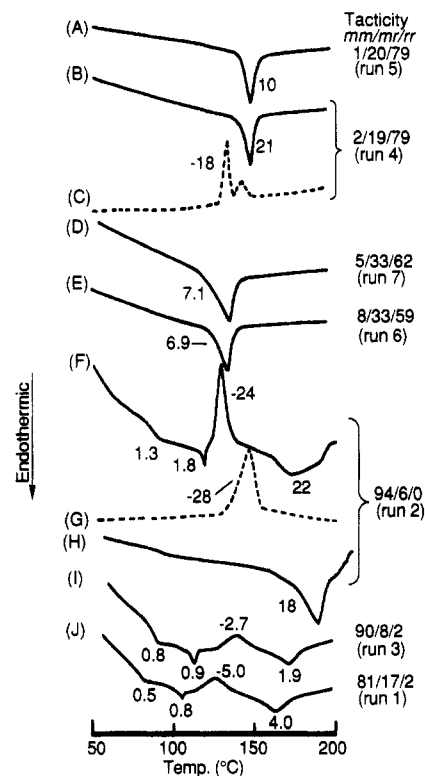 Tacticity
mm/mr/rr
(A)
1/20/79
(run 5)
10
(B)
21
2/19/79
(run 4)
-18
(C)
(D)
5/33/62
(run 7)
7.1
(E)
8/33/59
(run 6)
6.9
(F)
-24
1.3
1.8
22
-28
94/6/0
(run 2)
(G)
(H)
18
(I)
-2.7
90/8/2
(run 3)
0.8
0.9
1.9
(J)
-5.0
81/17/2
(run 1)
0.5
0.8
4.0
Endothermic
50 100 150 200
Temp. (°C)